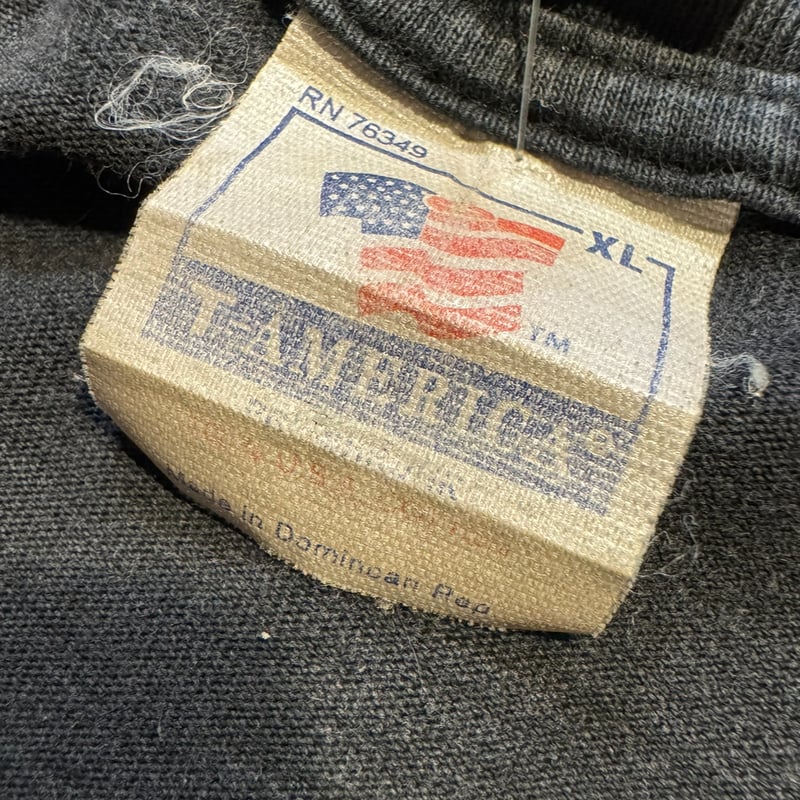 RN 76349
XL
TM
T-AMERICA®
Made in Dominican Rep